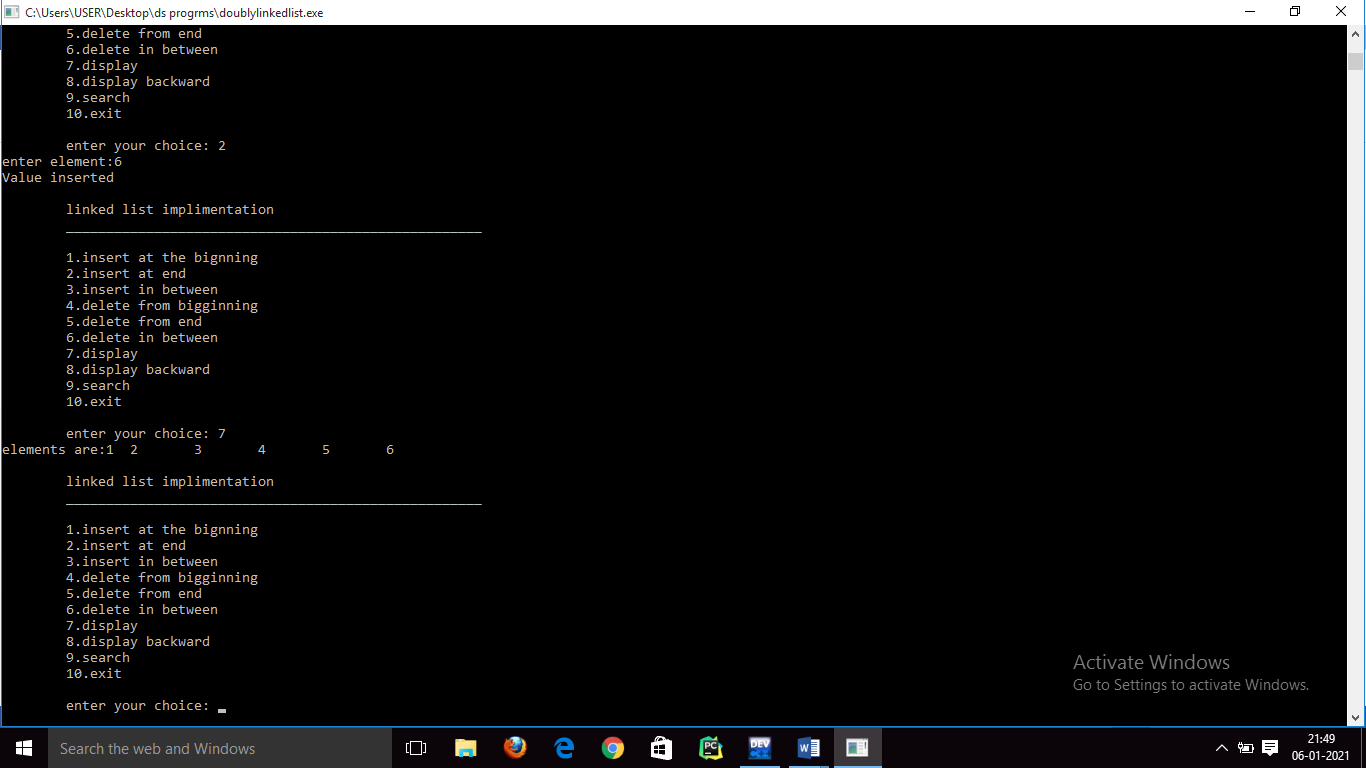 C:\Users\USER\Desktop\ds progrms\doublylinkedlist.exe
5.delete from end
6.delete in between
7.display
8.display backward
9.search
10.exit
enter your choice: 2
enter element:6
Value inserted
linked list implimentation
____________________________________________________
1.insert at the bignning
2.insert at end
3.insert in between
4.delete from bigginning
5.delete from end
6.delete in between
7.display
8.display backward
9.search
10.exit
enter your choice: 7
elements are:1 2 3 4 5 6
linked list implimentation
____________________________________________________
1.insert at the bignning
2.insert at end
3.insert in between
4.delete from bigginning
5.delete from end
6.delete in between
7.display
8.display backward
9.search
10.exit
enter your choice: _
Activate Windows
Go to Settings to activate Windows.
Search the web and Windows
PC
DEV
W
21:49
06-01-2021